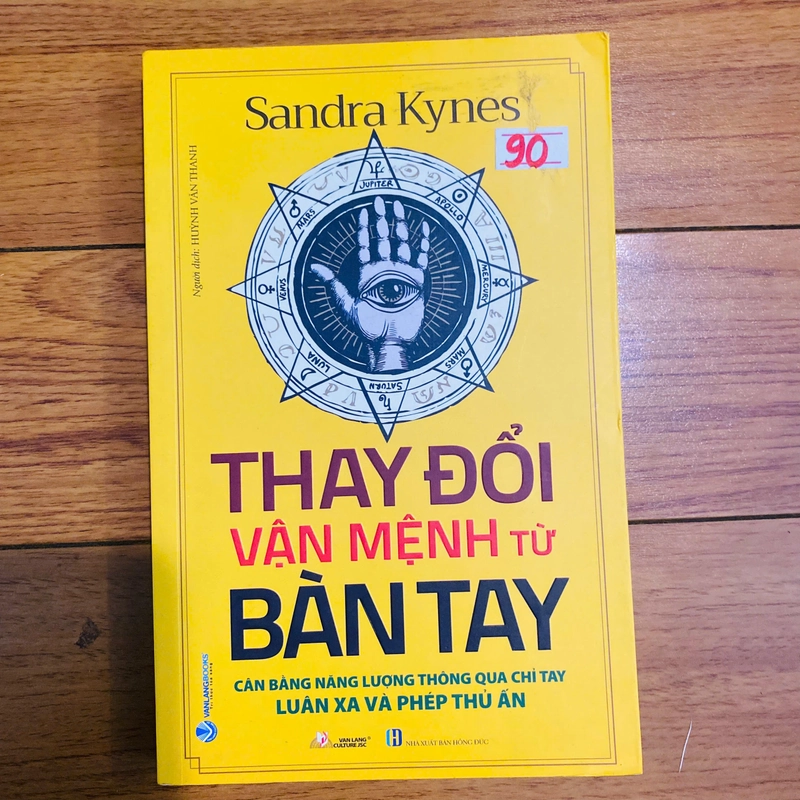 Sandra Kynes
90
Người dịch: HUỲNH VĂN THANH
JUPITER
APOLLO
MERCURY
MARS
SATURN
LUNA
VENUS
MARS
THAY ĐỔI
VẬN MỆNH TỪ
BÀN TAY
CÂN BẰNG NĂNG LƯỢNG THÔNG QUA CHỈ TAY
LUÂN XA VÀ PHÉP THỦ ẤN
VANLANGBOOKS
VAN LANG
CULTURE JSC
NHÀ XUẤT BẢN HỒNG ĐỨC